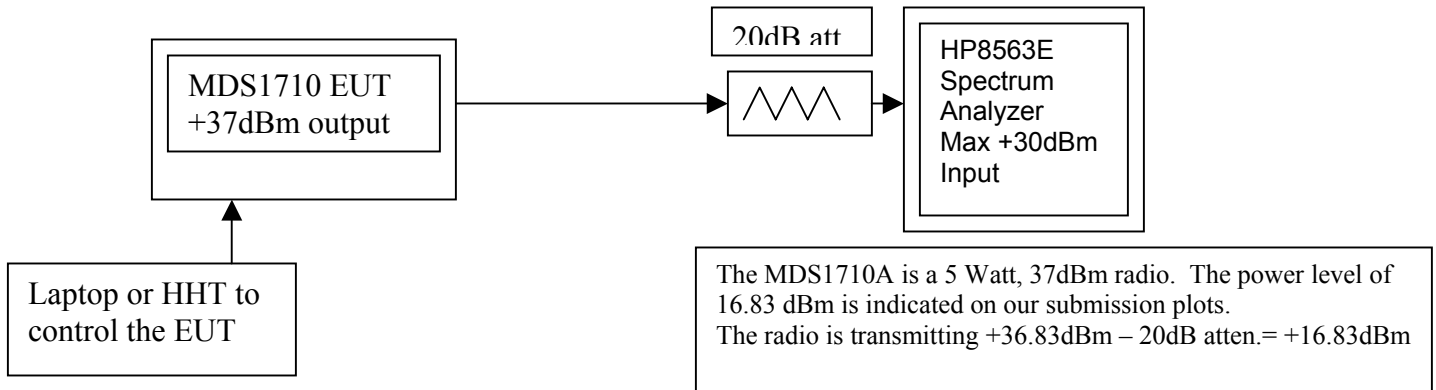 20dB att
MDS1710 EUT
+37dBm output
HP8563E
Spectrum
Analyzer
Max +30dBm
Input
Laptop or HHT to
control the EUT
The MDS1710A is a 5 Watt, 37dBm radio. The power level of
16.83 dBm is indicated on our submission plots.
The radio is transmitting +36.83dBm – 20dB atten.= +16.83dBm